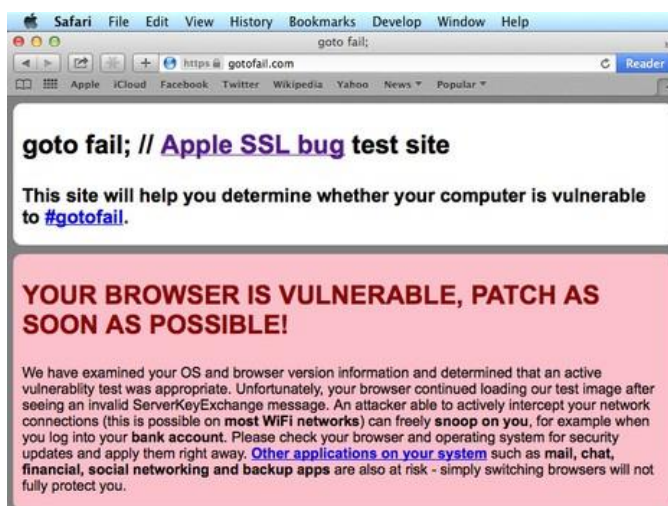 Safari File Edit View History Bookmarks Develop Window Help
goto fail;
https gotofail.com
Reader
Apple iCloud Facebook Twitter Wikipedia Yahoo News Popular
goto fail; // Apple SSL bug test site
This site will help you determine whether your computer is vulnerable
to #gotofail.
YOUR BROWSER IS VULNERABLE, PATCH AS
SOON AS POSSIBLE!
We have examined your OS and browser version information and determined that an active
vulnerablity test was appropriate. Unfortunately, your browser continued loading our test image after
seeing an invalid ServerKeyExchange message. An attacker able to actively intercept your network
connections (this is possible on most WiFi networks) can freely snoop on you, for example when
you log into your bank account. Please check your browser and operating system for security
updates and apply them right away. Other applications on your system such as mail, chat,
financial, social networking and backup apps are also at risk - simply switching browsers will not
fully protect you.